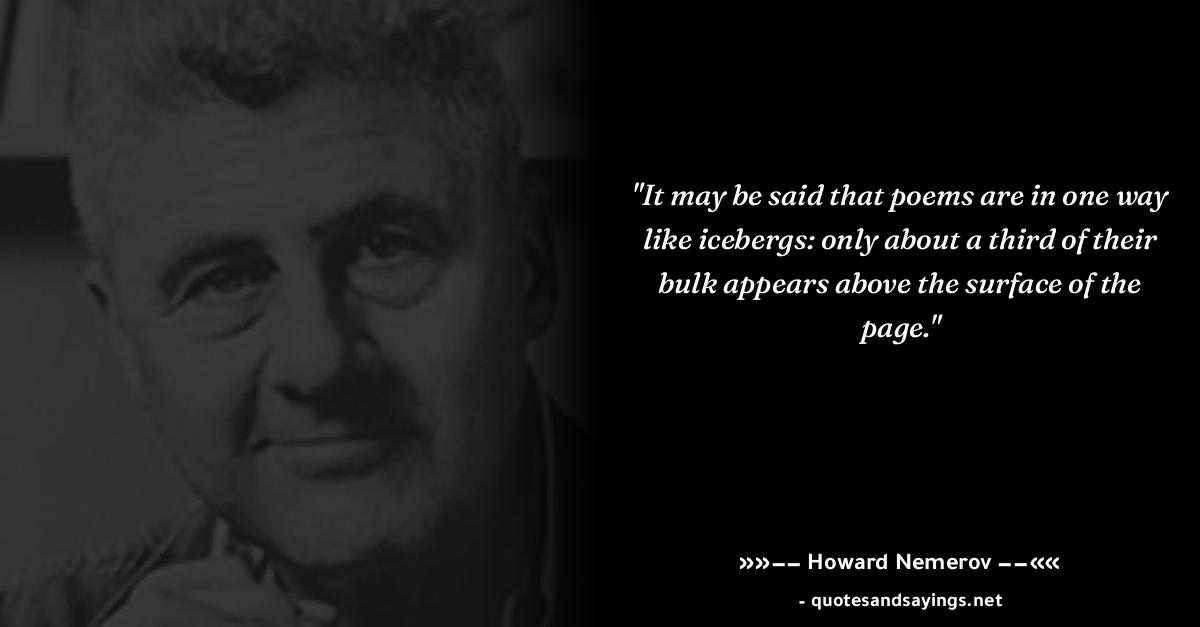 "It may be said that poems are in one way
like icebergs: only about a third of their
bulk appears above the surface of the
page."
»»–– Howard Nemerov ––««
- quotesandsayings.net